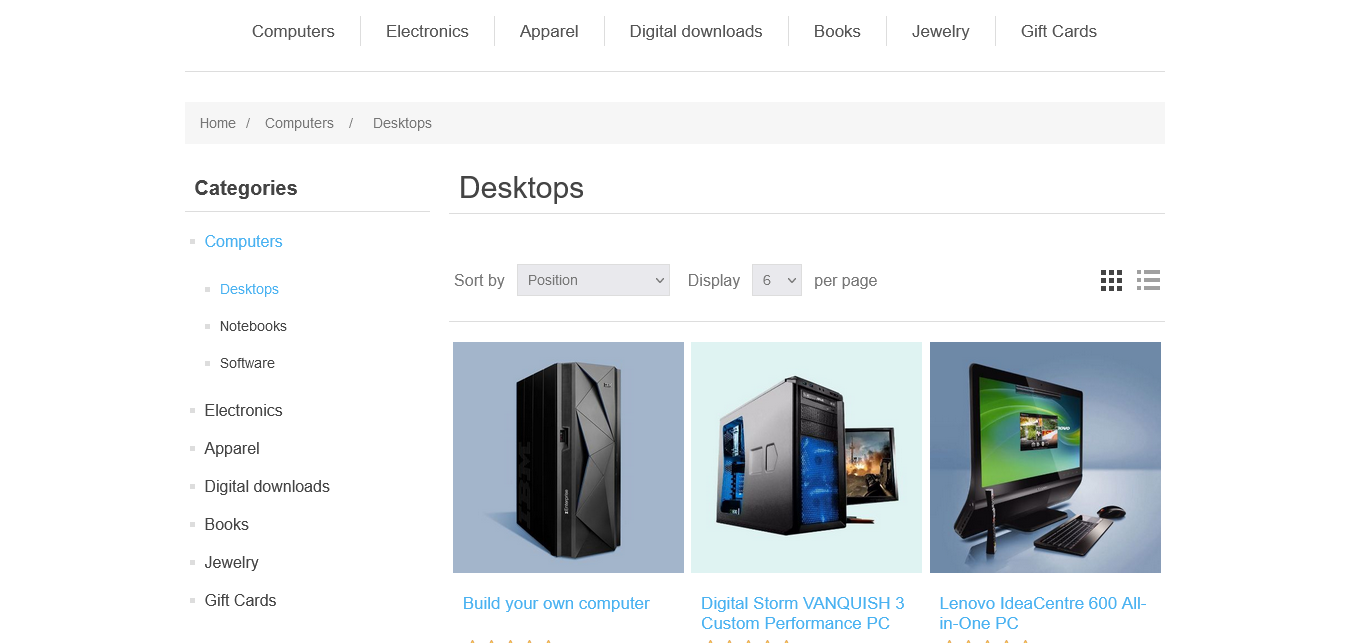 Computers
Electronics
Apparel
Digital downloads
Books
Jewelry
Gift Cards
Home / Computers / Desktops
Categories
Computers
Desktops
Notebooks
Software
Electronics
Apparel
Digital downloads
Books
Jewelry
Gift Cards
Desktops
Sort by Position Display 6 per page
IBM
Build your own computer
Digital Storm VANQUISH 3
Custom Performance PC
Lenovo IdeaCentre 600 All-
in-One PC